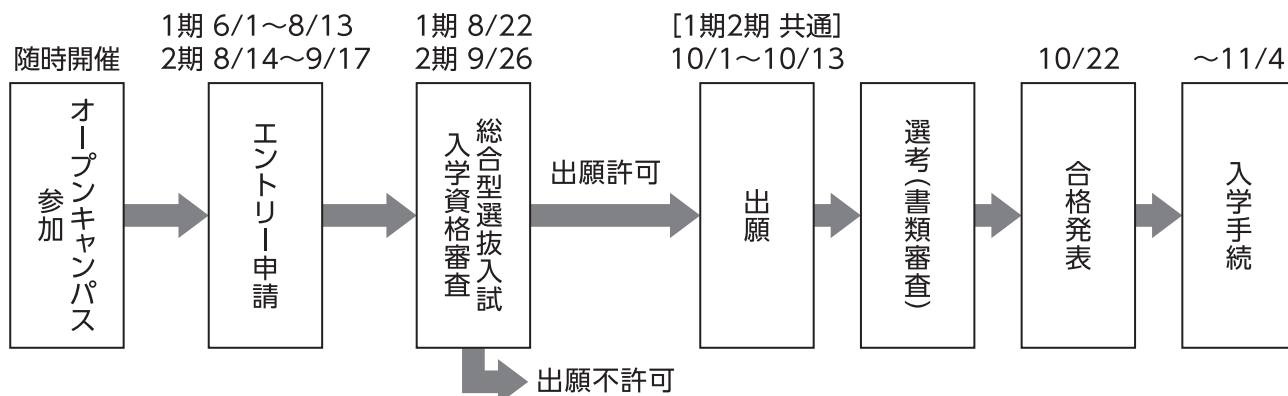 随時開催
オープンキャンパス
参加
1期 6/1～8/13
2期 8/14～9/17
エントリー申請
1期 8/22
2期 9/26
総合型選抜入試
入学資格審査
出願許可
出願不許可
[1期2期 共通]
10/1～10/13
出願
選考(書類審査)
10/22
合格発表
～11/4
入学手続